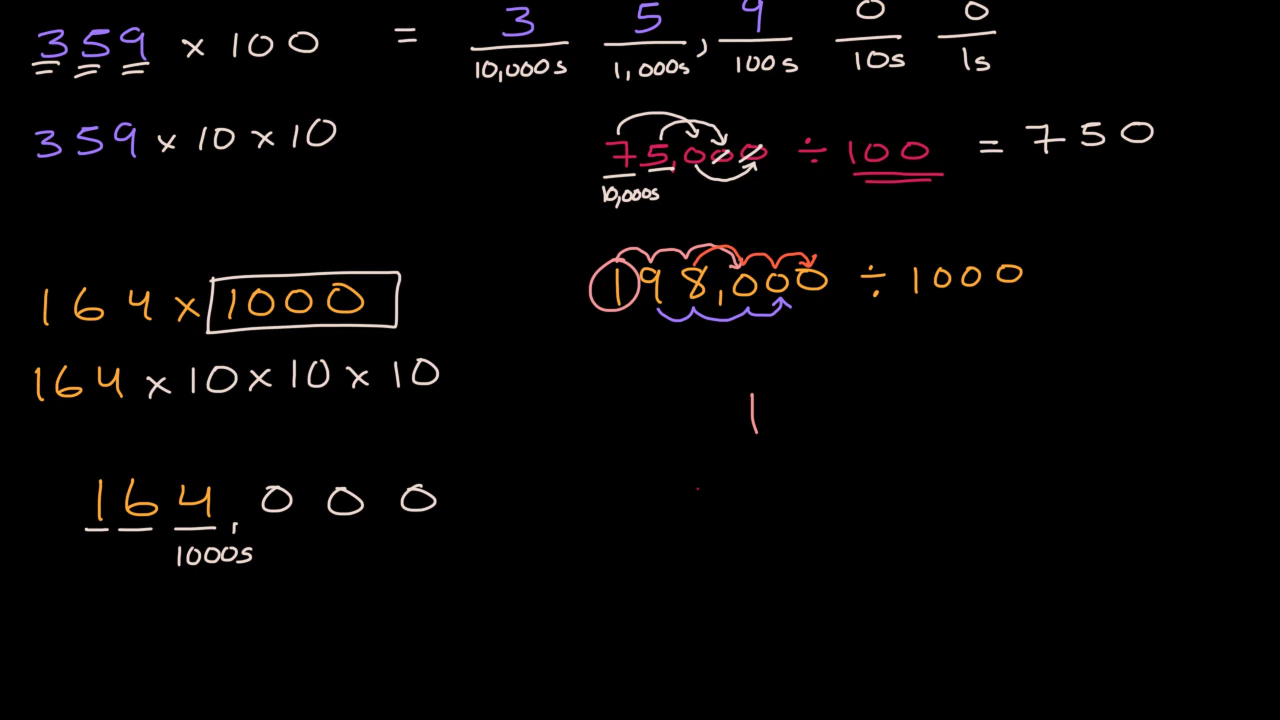 359 × 100 = 3 5, 9 0 0
10,000s 1,000s 100s 10s 1s
359 × 10 × 10
75,000 ÷ 100 = 750
10,000s
198,000 ÷ 1000
164 × 1000
164 × 10 × 10 × 10
1
164,000
1000s